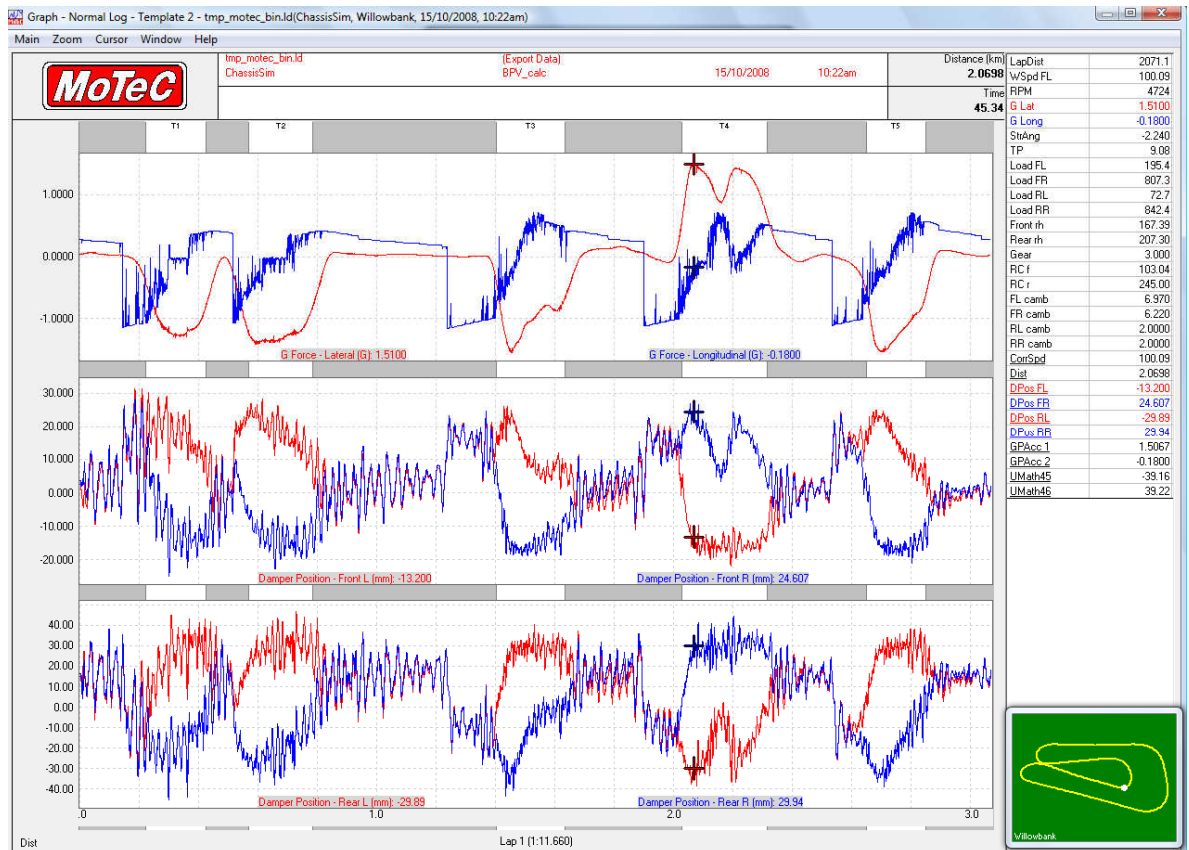 Graph - Normal Log - Template 2 - tmp_motec_bin.ld(ChassisSim, Willowbank, 15/10/2008, 10:22am)
Main Zoom Cursor Window Help
MoTeC
tmp_motec_bin.ld (Export Data)
ChassisSim BPV_calc 15/10/2008 10:22am
Distance (km)
2.0698
Time
45.34
T1 T2 T3 T4 T5
1.0000
0.0000
-1.0000
G Force - Lateral (G): 1.5100 G Force - Longitudinal (G): -0.1800
30.000
20.000
10.000
0.000
-10.000
-20.000
Damper Position - Front L (mm): -13.200 Damper Position - Front R (mm): 24.607
40.00
30.00
20.00
10.00
0.00
-10.00
-20.00
-30.00
-40.00
Damper Position - Rear L (mm): -29.89 Damper Position - Rear R (mm): 29.94
.0 1.0 2.0 3.0
Dist Lap 1 (1:11.660)
LapDist 2071.1
WSpd FL 100.09
RPM 4724
G Lat 1.5100
G Long -0.1800
StrAng -2.240
TP 9.08
Load FL 195.4
Load FR 807.3
Load RL 72.7
Load RR 842.4
Front rh 167.39
Rear rh 207.30
Gear 3.000
RC f 103.04
RC r 245.00
FL camb 6.970
FR camb 6.220
RL camb 2.0000
RR camb 2.0000
CorrSpd 100.09
Dist 2.0698
DPos FL -13.200
DPos FR 24.607
DPos RL -29.89
DPos RR 29.94
GPAcc 1 1.5067
GPAcc 2 -0.1800
UMath45 -39.16
UMath46 39.22
Willowbank